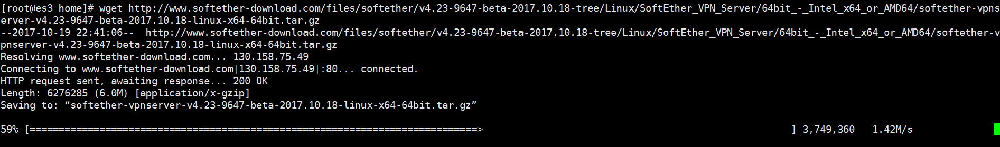 [root@es3 home]# wget http://www.softether-download.com/files/softether/v4.23-9647-beta-2017.10.18-tree/Linux/SoftEther_VPN_Server/64bit_-_Intel_x64_or_AMD64/softether-vpns
erver-v4.23-9647-beta-2017.10.18-linux-x64-64bit.tar.gz
--2017-10-19 22:41:06--  http://www.softether-download.com/files/softether/v4.23-9647-beta-2017.10.18-tree/Linux/SoftEther_VPN_Server/64bit_-_Intel_x64_or_AMD64/softether-v
pnserver-v4.23-9647-beta-2017.10.18-linux-x64-64bit.tar.gz
Resolving www.softether-download.com... 130.158.75.49
Connecting to www.softether-download.com|130.158.75.49|:80... connected.
HTTP request sent, awaiting response... 200 OK
Length: 6276285 (6.0M) [application/x-gzip]
Saving to: “softether-vpnserver-v4.23-9647-beta-2017.10.18-linux-x64-64bit.tar.gz”
59% [=============================================================================>                                                     ] 3,749,360   1.42M/s